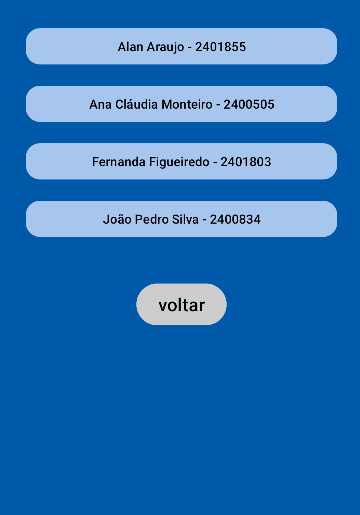 Alan Araujo - 2401855
Ana Cláudia Monteiro - 2400505
Fernanda Figueiredo - 2401803
João Pedro Silva - 2400834
voltar